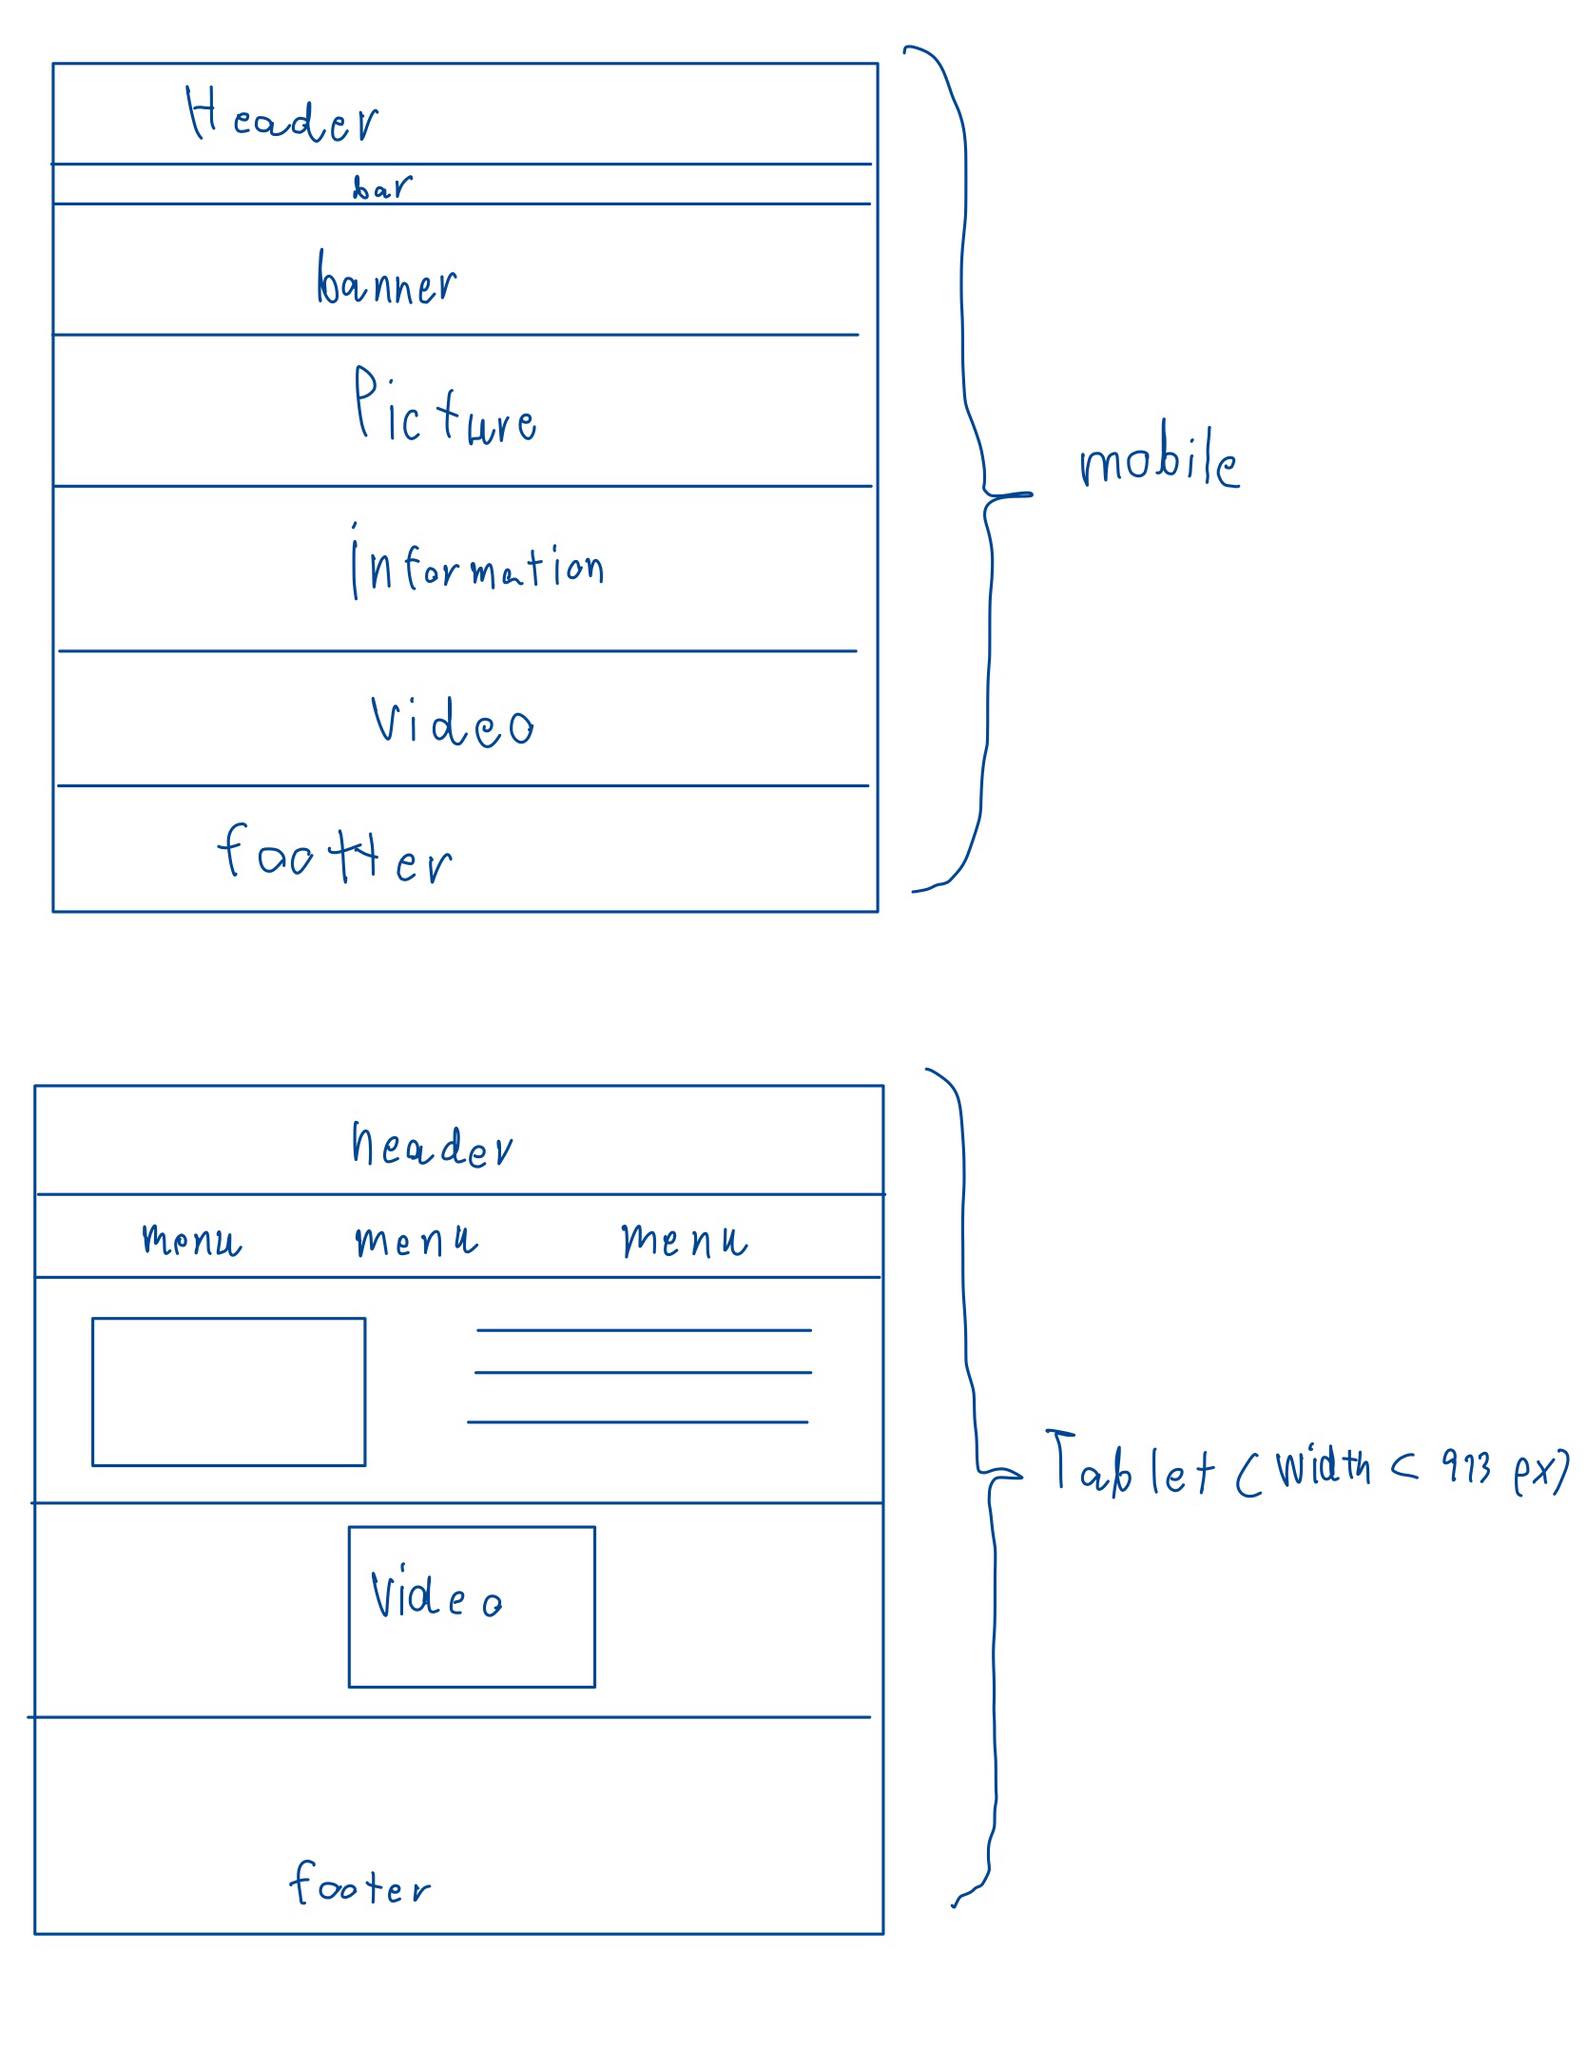 Header
bar
banner
Picture
information
mobile
Video
footter
header
menu menu menu
Tablet (width < 913 px)
Video
footer